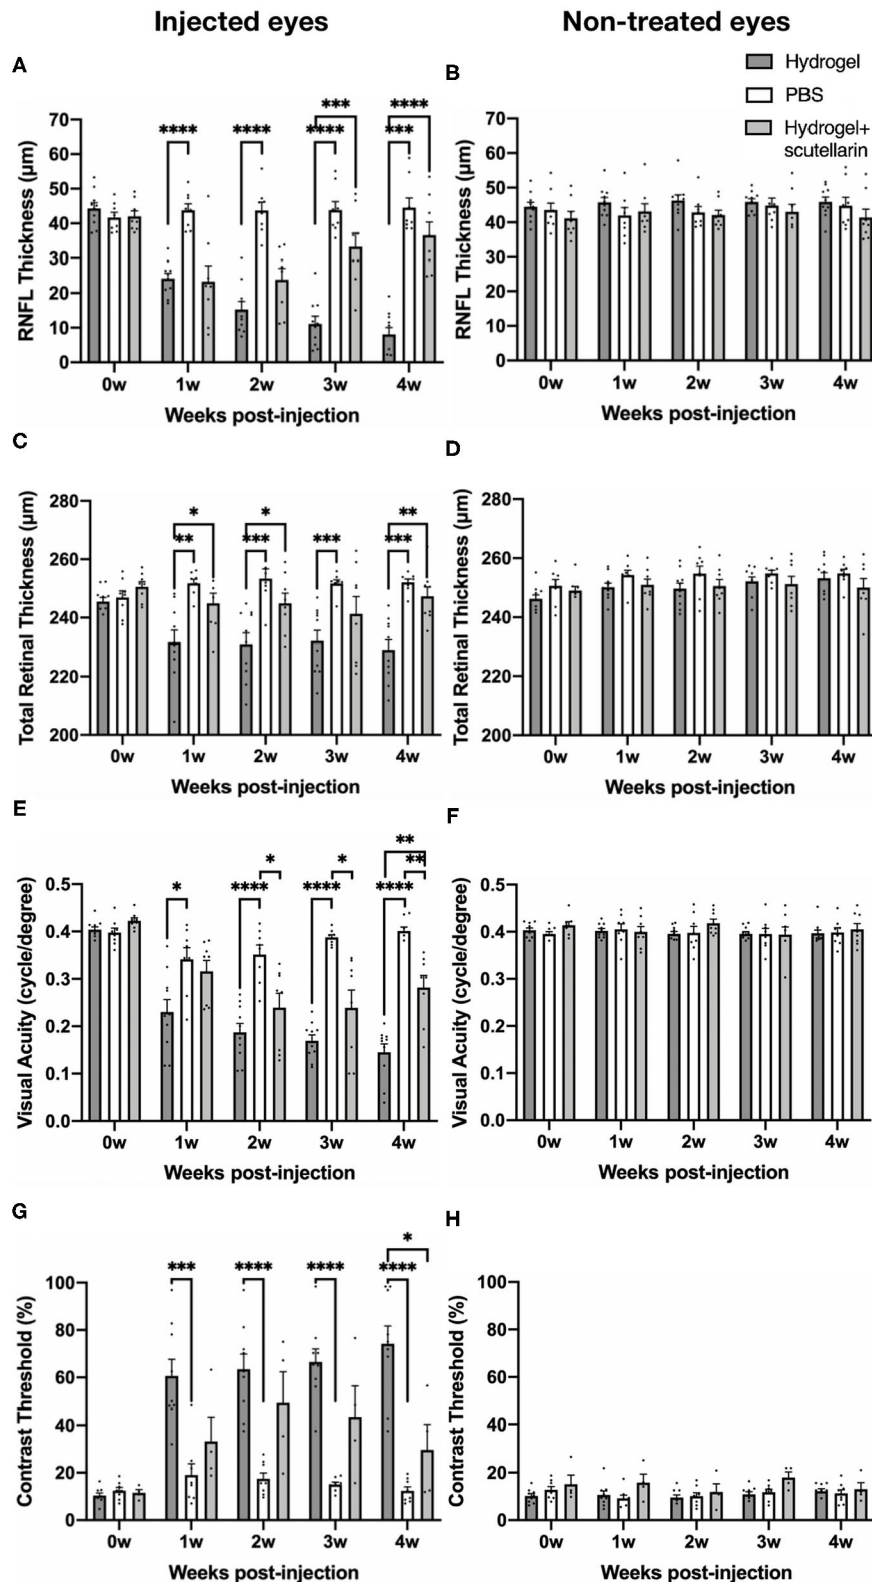 Injected eyes
Non-treated eyes
Hydrogel
PBS
Hydrogel+
scutellarin
A
RNFL Thickness (μm)
70
60
50
40
30
20
10
0
**** **** **** *** *** ****
0w 1w 2w 3w 4w
Weeks post-injection
B
RNFL Thickness (μm)
70
60
50
40
30
20
10
0
0w 1w 2w 3w 4w
Weeks post-injection
C
Total Retinal Thickness (μm)
280
260
240
220
200
** * *** * *** *** **
0w 1w 2w 3w 4w
Weeks post-injection
D
Total Retinal Thickness (μm)
280
260
240
220
200
0w 1w 2w 3w 4w
Weeks post-injection
E
Visual Acuity (cycle/degree)
0.5
0.4
0.3
0.2
0.1
0.0
* **** * **** * **** ** **
0w 1w 2w 3w 4w
Weeks post-injection
F
Visual Acuity (cycle/degree)
0.5
0.4
0.3
0.2
0.1
0.0
0w 1w 2w 3w 4w
Weeks post-injection
G
Contrast Threshold (%)
100
80
60
40
20
0
*** **** **** **** *
0w 1w 2w 3w 4w
Weeks post-injection
H
Contrast Threshold (%)
100
80
60
40
20
0
0w 1w 2w 3w 4w
Weeks post-injection